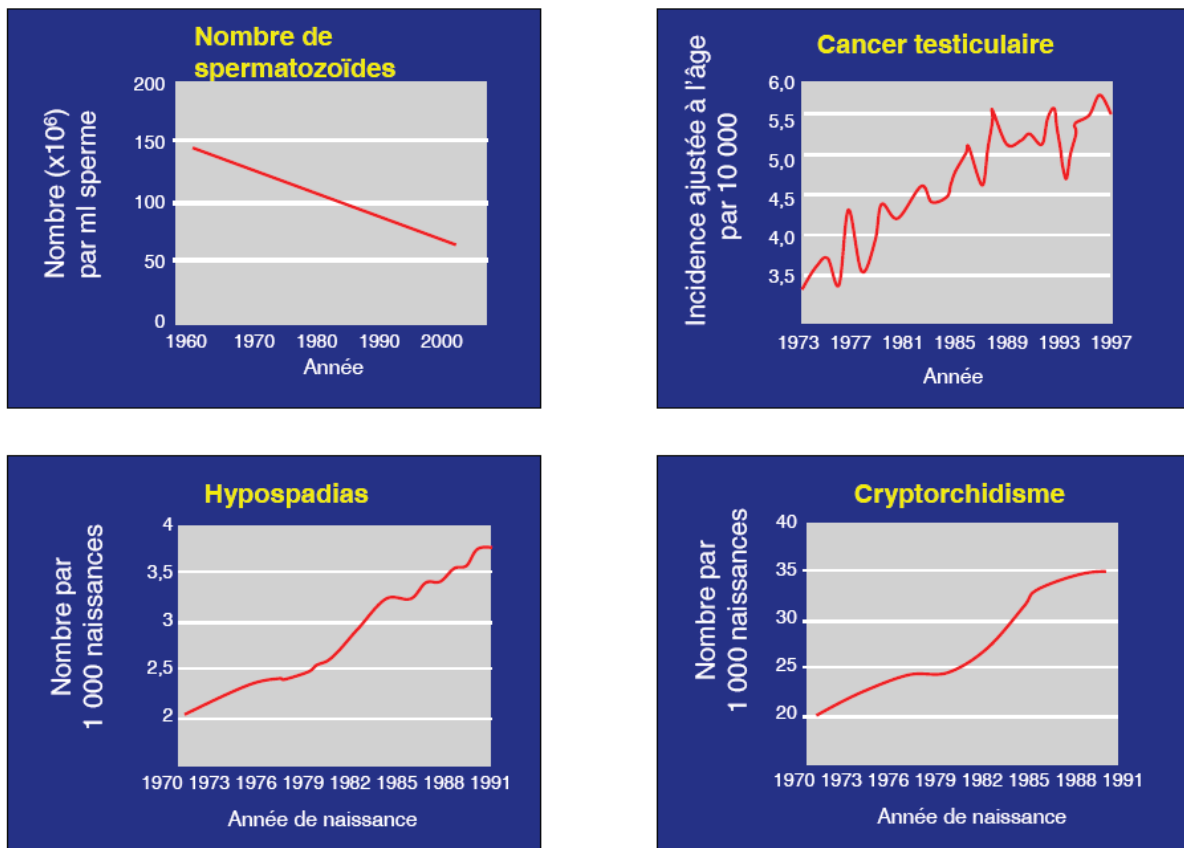 Nombre de
spermatozoïdes
Nombre (x10⁶)
par ml sperme
200
150
100
50
0
1960 1970 1980 1990 2000
Année
Cancer testiculaire
Incidence ajustée à l'âge
par 10 000
6,0
5,5
5,0
4,5
4,0
3,5
1973 1977 1981 1985 1989 1993 1997
Année
Hypospadias
Nombre par
1 000 naissances
4
3,5
3
2,5
2
1970 1973 1976 1979 1982 1985 1988 1991
Année de naissance
Cryptorchidisme
Nombre par
1 000 naissances
40
35
30
25
20
1970 1973 1976 1979 1982 1985 1988 1991
Année de naissance